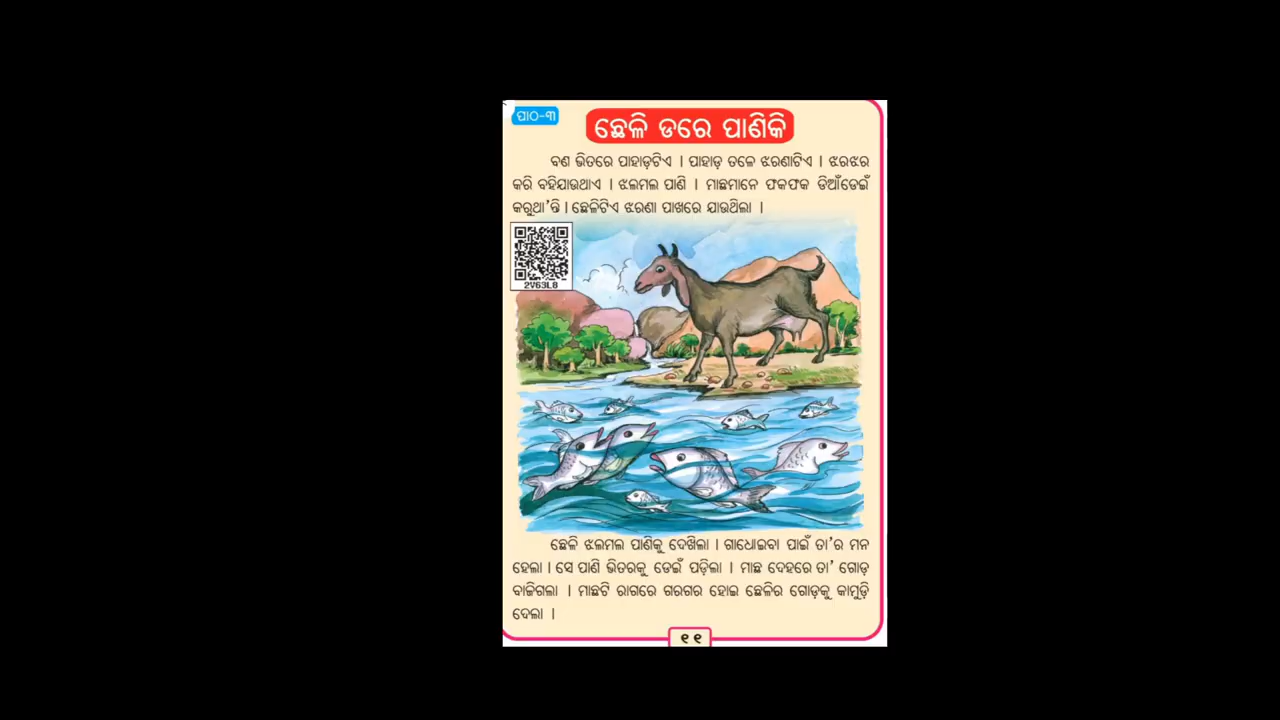 ପାଠ-୩
ଛେଳି ଡରେ ପାଣିକି
ବଣ ଭିତରେ ପାହାଡ଼ଟିଏ । ପାହାଡ଼ ତଳେ ଝରଣାଟିଏ । ଝରଝର
କରି ବହିଯାଉଥାଏ । ଝଲମଲ ପାଣି । ମାଛମାନେ ଫକଫକ ଡିଆଁଡେଇଁ
କରୁଥା’ନ୍ତି । ଛେଳିଟିଏ ଝରଣା ପାଖରେ ଯାଉଥିଲା ।
2V63L8
ଛେଳି ଝଲମଲ ପାଣିକୁ ଦେଖିଲା । ଗାଧୋଇବା ପାଇଁ ତା’ର ମନ
ହେଲା । ସେ ପାଣି ଭିତରକୁ ଡେଇଁ ପଡ଼ିଲା । ମାଛ ଦେହରେ ତା’ ଗୋଡ଼
ବାଜିଗଲା । ମାଛଟି ରାଗରେ ଗରଗର ହୋଇ ଛେଳିର ଗୋଡ଼କୁ କାମୁଡ଼ି
ଦେଲା ।
୧୧